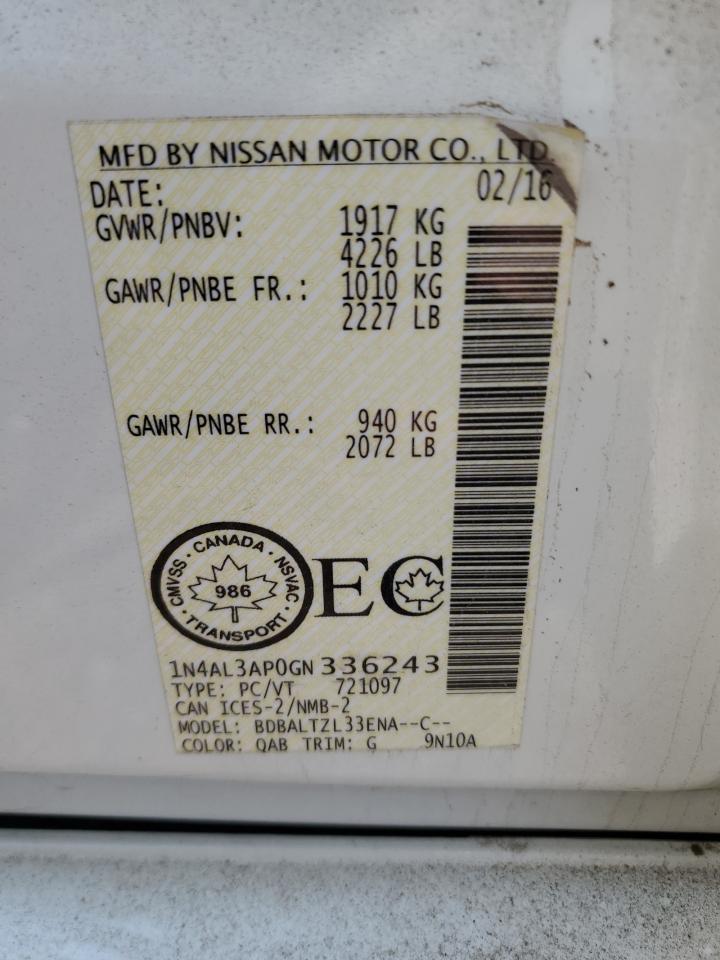 MFD BY NISSAN MOTOR CO., LTD.
DATE: 02/16
GVWR/PNBV: 1917 KG
4226 LB
GAWR/PNBE FR.: 1010 KG
2227 LB
GAWR/PNBE RR.: 940 KG
2072 LB
CMVSS · CANADA · NSVAC · TRANSPORT ·
986
EC
1N4AL3AP0GN 336243
TYPE: PC/VT 721097
CAN ICES-2/NMB-2
MODEL: BDBALTZL33ENA--C--
COLOR: QAB TRIM: G 9N10A